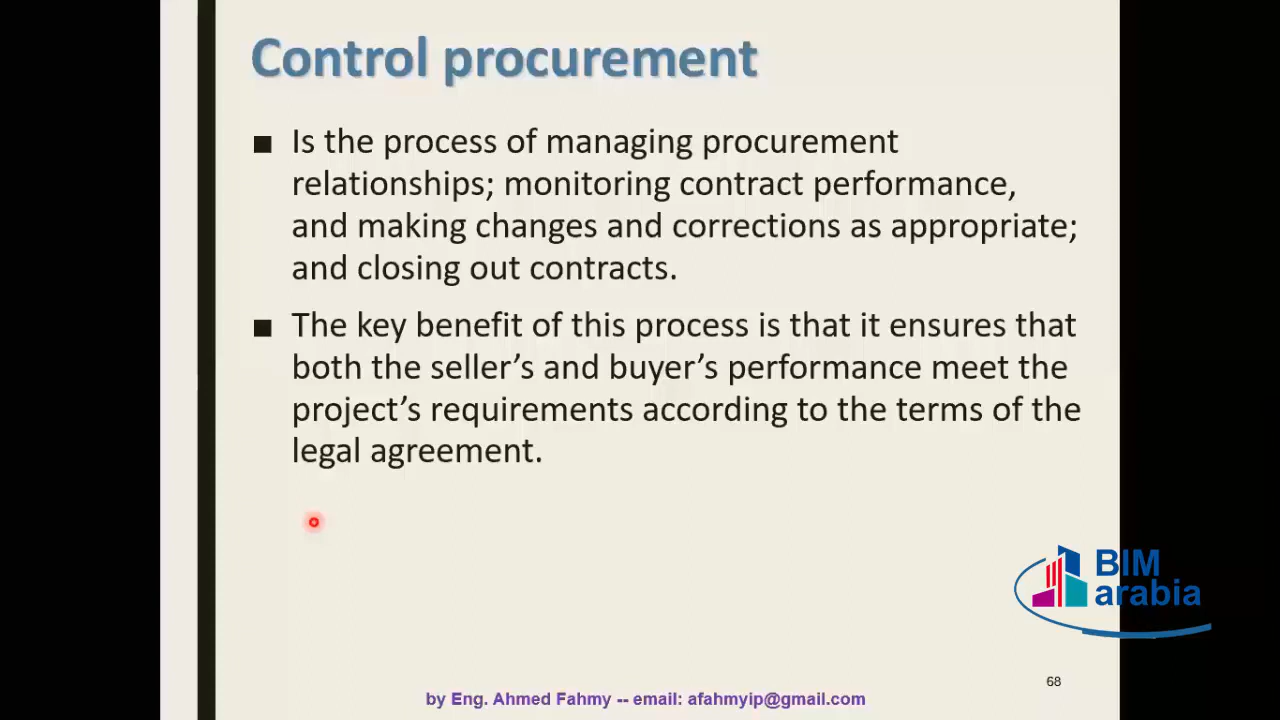 Control procurement
■ Is the process of managing procurement
relationships; monitoring contract performance,
and making changes and corrections as appropriate;
and closing out contracts.
■ The key benefit of this process is that it ensures that
both the seller’s and buyer’s performance meet the
project’s requirements according to the terms of the
legal agreement.
BIM
arabia
68
by Eng. Ahmed Fahmy -- email: afahmyip@gmail.com